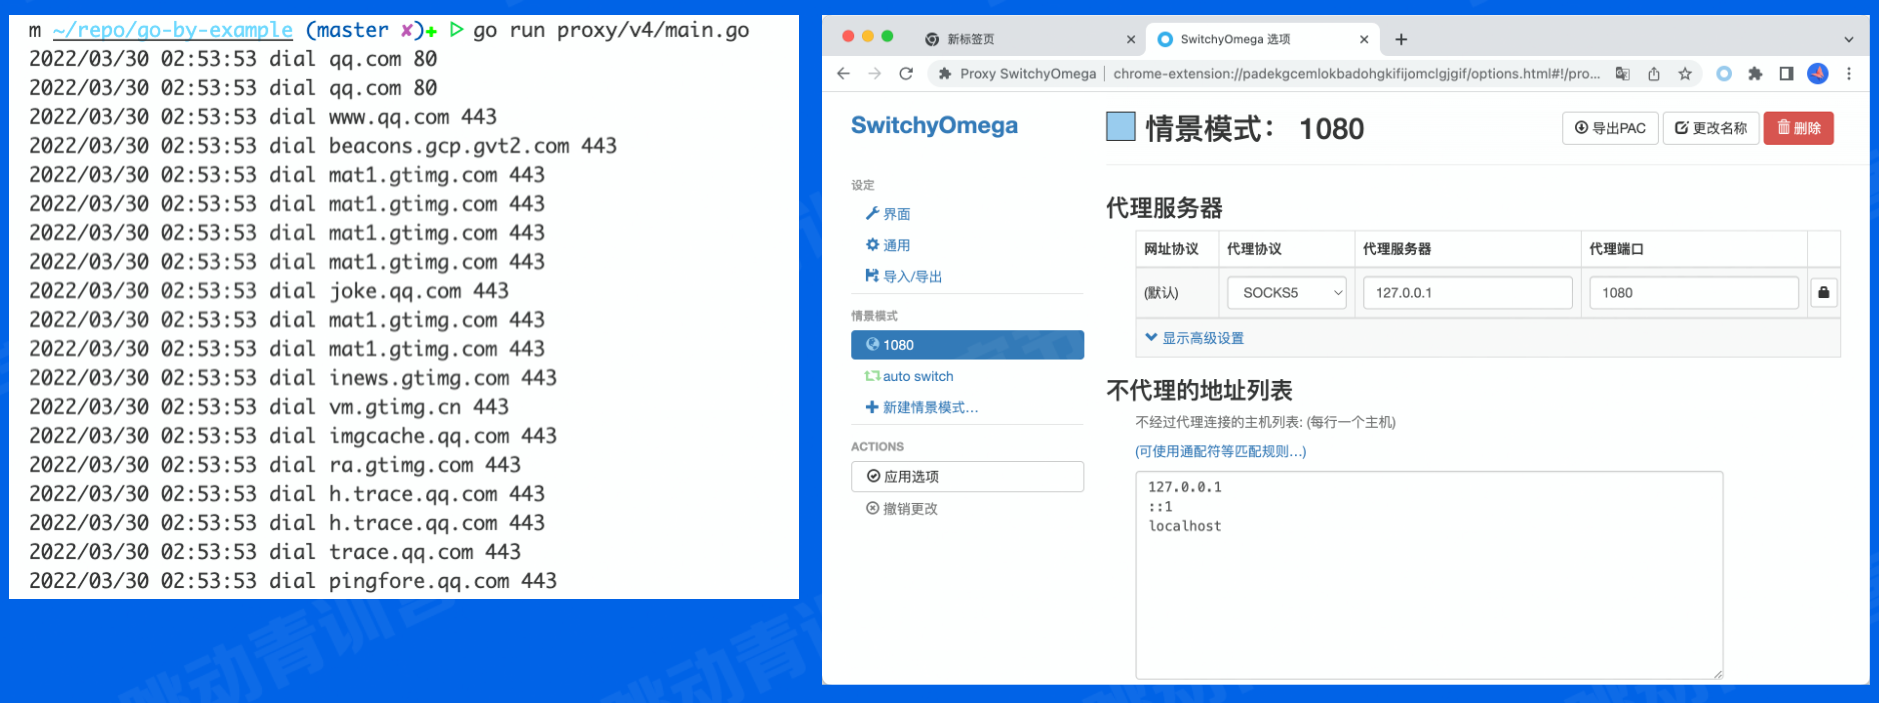 m ~/repo/go-by-example (master ✘)✚ ▷ go run proxy/v4/main.go
2022/03/30 02:53:53 dial qq.com 80
2022/03/30 02:53:53 dial qq.com 80
2022/03/30 02:53:53 dial www.qq.com 443
2022/03/30 02:53:53 dial beacons.gcp.gvt2.com 443
2022/03/30 02:53:53 dial mat1.gtimg.com 443
2022/03/30 02:53:53 dial mat1.gtimg.com 443
2022/03/30 02:53:53 dial mat1.gtimg.com 443
2022/03/30 02:53:53 dial mat1.gtimg.com 443
2022/03/30 02:53:53 dial joke.qq.com 443
2022/03/30 02:53:53 dial mat1.gtimg.com 443
2022/03/30 02:53:53 dial mat1.gtimg.com 443
2022/03/30 02:53:53 dial inews.gtimg.com 443
2022/03/30 02:53:53 dial vm.gtimg.cn 443
2022/03/30 02:53:53 dial imgcache.qq.com 443
2022/03/30 02:53:53 dial ra.gtimg.com 443
2022/03/30 02:53:53 dial h.trace.qq.com 443
2022/03/30 02:53:53 dial h.trace.qq.com 443
2022/03/30 02:53:53 dial trace.qq.com 443
2022/03/30 02:53:53 dial pingfore.qq.com 443
新标签页
SwitchyOmega 选项
Proxy SwitchyOmega | chrome-extension://padekgcemlokbadohgkifijomclgjgif/options.html#!/pro...
SwitchyOmega
设定
界面
通用
导入/导出
情景模式
1080
auto switch
新建情景模式...
ACTIONS
应用选项
撤销更改
情景模式： 1080
导出PAC
更改名称
删除
代理服务器
网址协议 代理协议 代理服务器 代理端口
(默认) SOCKS5 127.0.0.1 1080
显示高级设置
不代理的地址列表
不经过代理连接的主机列表: (每行一个主机)
(可使用通配符等匹配规则...)
127.0.0.1
::1
localhost